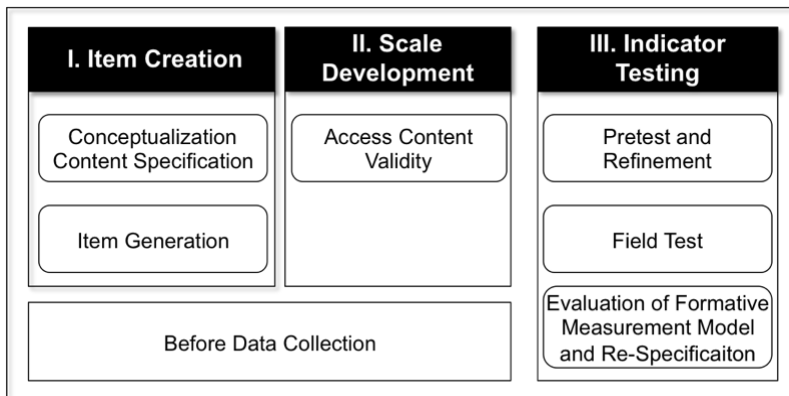 I. Item Creation
Conceptualization
Content Specification
Item Generation
II. Scale
Development
Access Content
Validity
Before Data Collection
III. Indicator
Testing
Pretest and
Refinement
Field Test
Evaluation of Formative
Measurement Model
and Re-Specificaiton